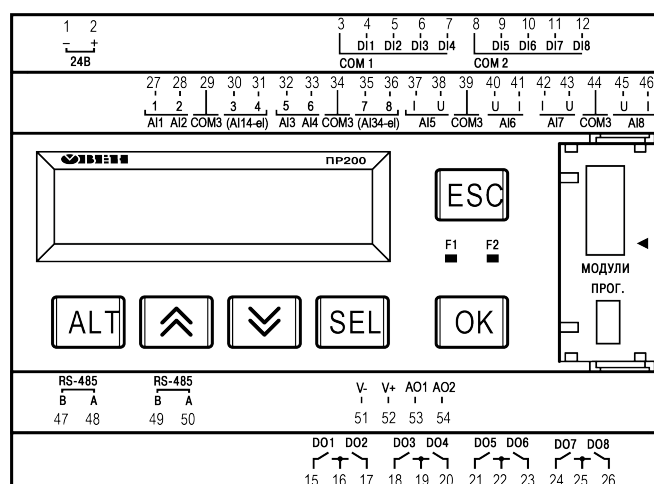 1 2 3 4 5 6 7 8 9 10 11 12
– + DI1 DI2 DI3 DI4 DI5 DI6 DI7 DI8
24В COM 1 COM 2
27 28 29 30 31 32 33 34 35 36 37 38 39 40 41 42 43 44 45 46
1 2 3 4 5 6 7 8 I U U I I U U I
AI1 AI2 COM3 (AI14-el) AI3 AI4 COM3 (AI34-el) AI5 COM3 AI6 AI7 COM3 AI8
ОВЕН ПР200
ESC
F1 F2
МОДУЛИ
ПРОГ.
ALT SEL OK
RS-485 RS-485
B A B A V- V+ AO1 AO2
47 48 49 50 51 52 53 54
DO1 DO2 DO3 DO4 DO5 DO6 DO7 DO8
15 16 17 18 19 20 21 22 23 24 25 26